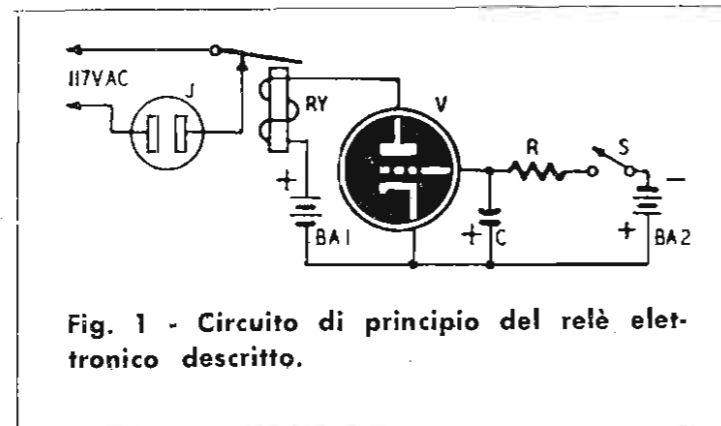 117VAC
J
RY
V
R
S
+
BA1
+
C
−
+
BA2
Fig. 1 - Circuito di principio del relè elet-
tronico descritto.